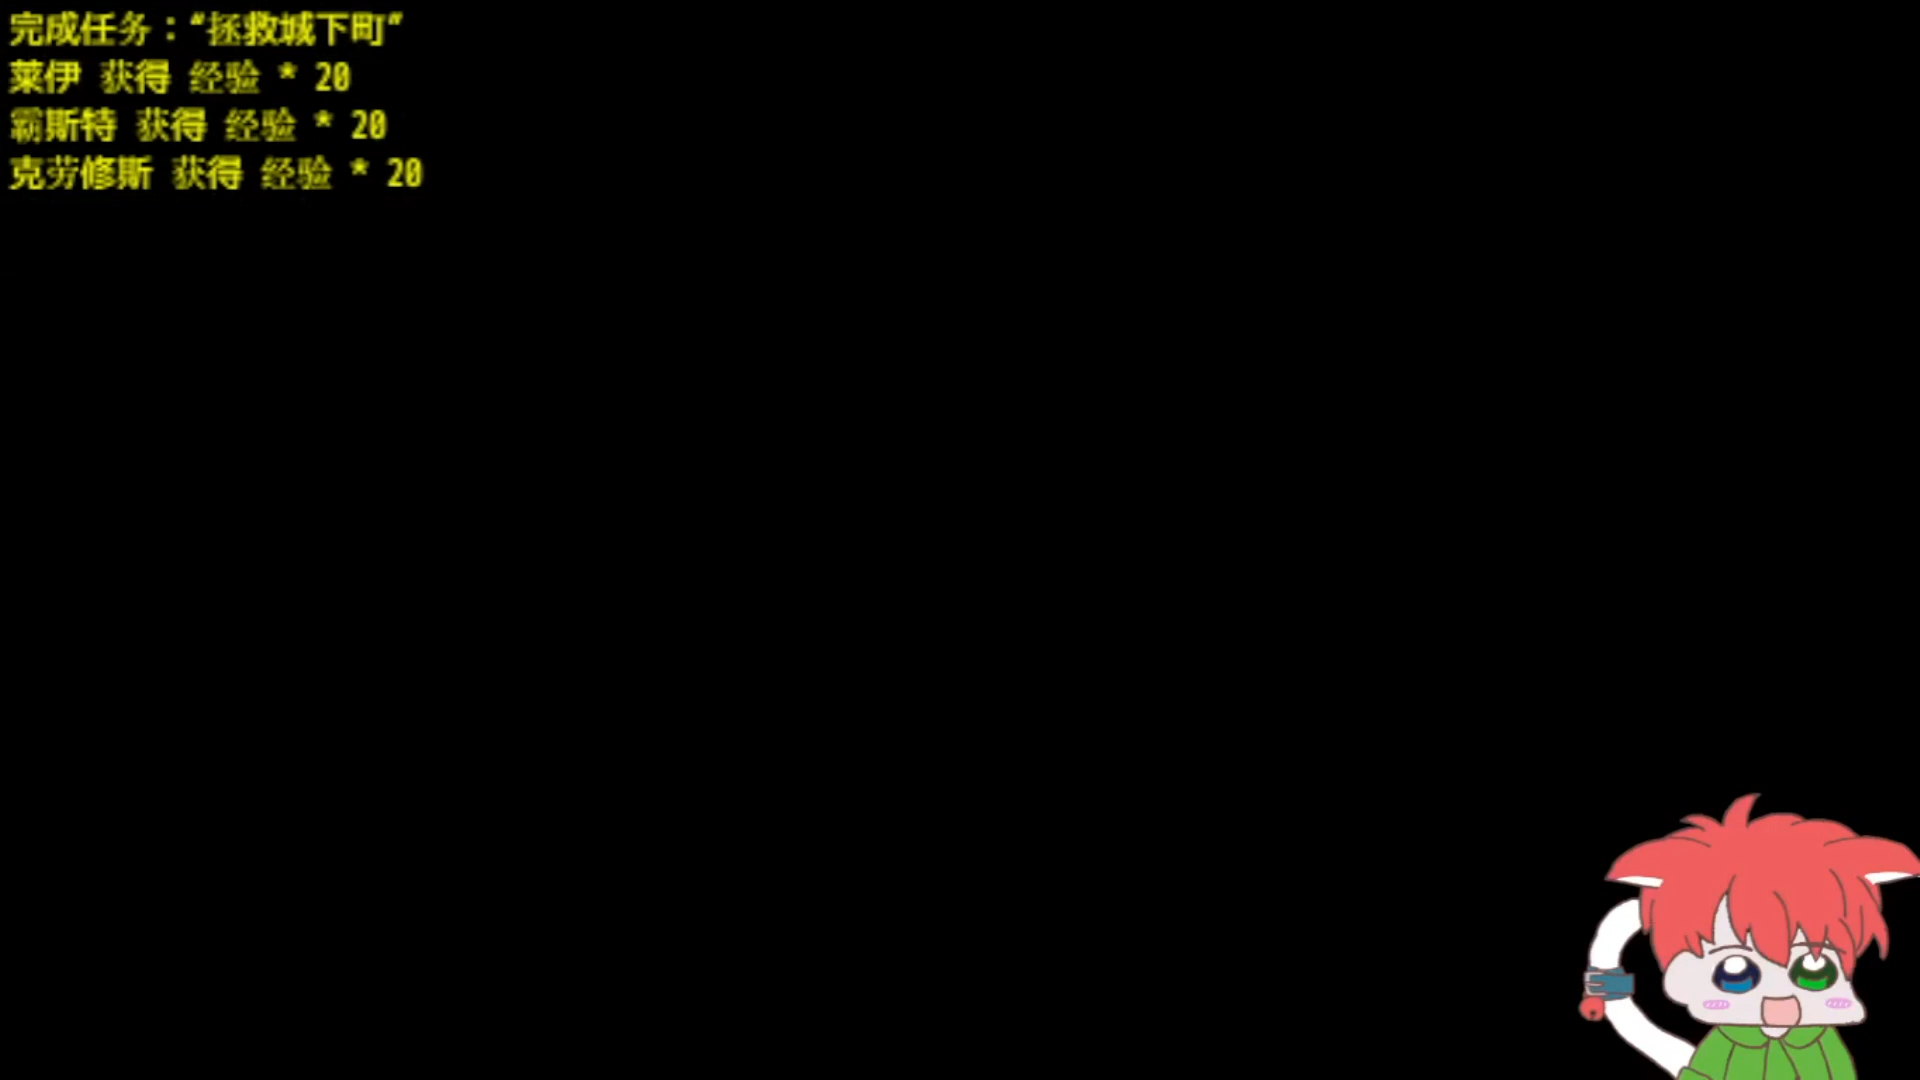 完成任务：“拯救城下町”
莱伊 获得 经验 * 20
霸斯特 获得 经验 * 20
克劳修斯 获得 经验 * 20